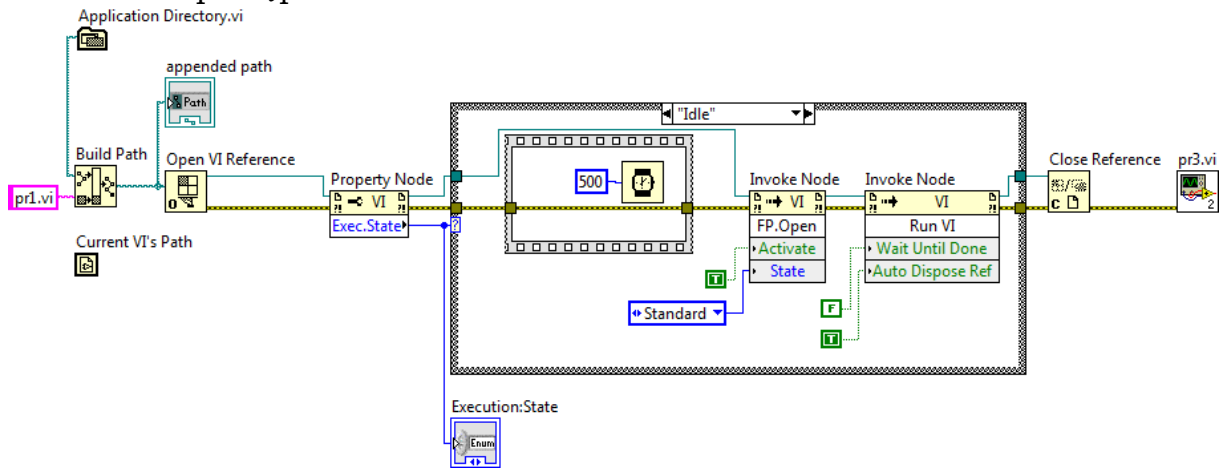 Application Directory.vi
appended path
Path
"Idle"
Build Path
Open VI Reference
Property Node
500
Invoke Node
Invoke Node
Close Reference
pr3.vi
pr1.vi
VI
VI
VI
2
Exec.State
?
FP.Open
Run VI
Current VI's Path
Activate
Wait Until Done
T
State
Auto Dispose Ref
Standard
F
T
Execution:State
Enum